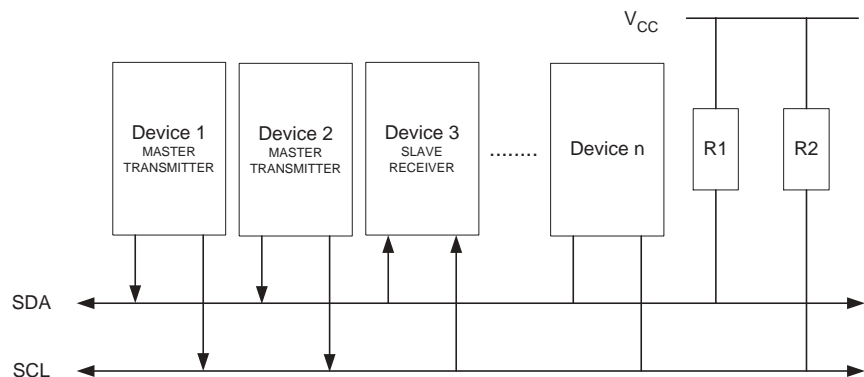 VCC
Device 1
MASTER
TRANSMITTER
Device 2
MASTER
TRANSMITTER
Device 3
SLAVE
RECEIVER
........
Device n
R1
R2
SDA
SCL